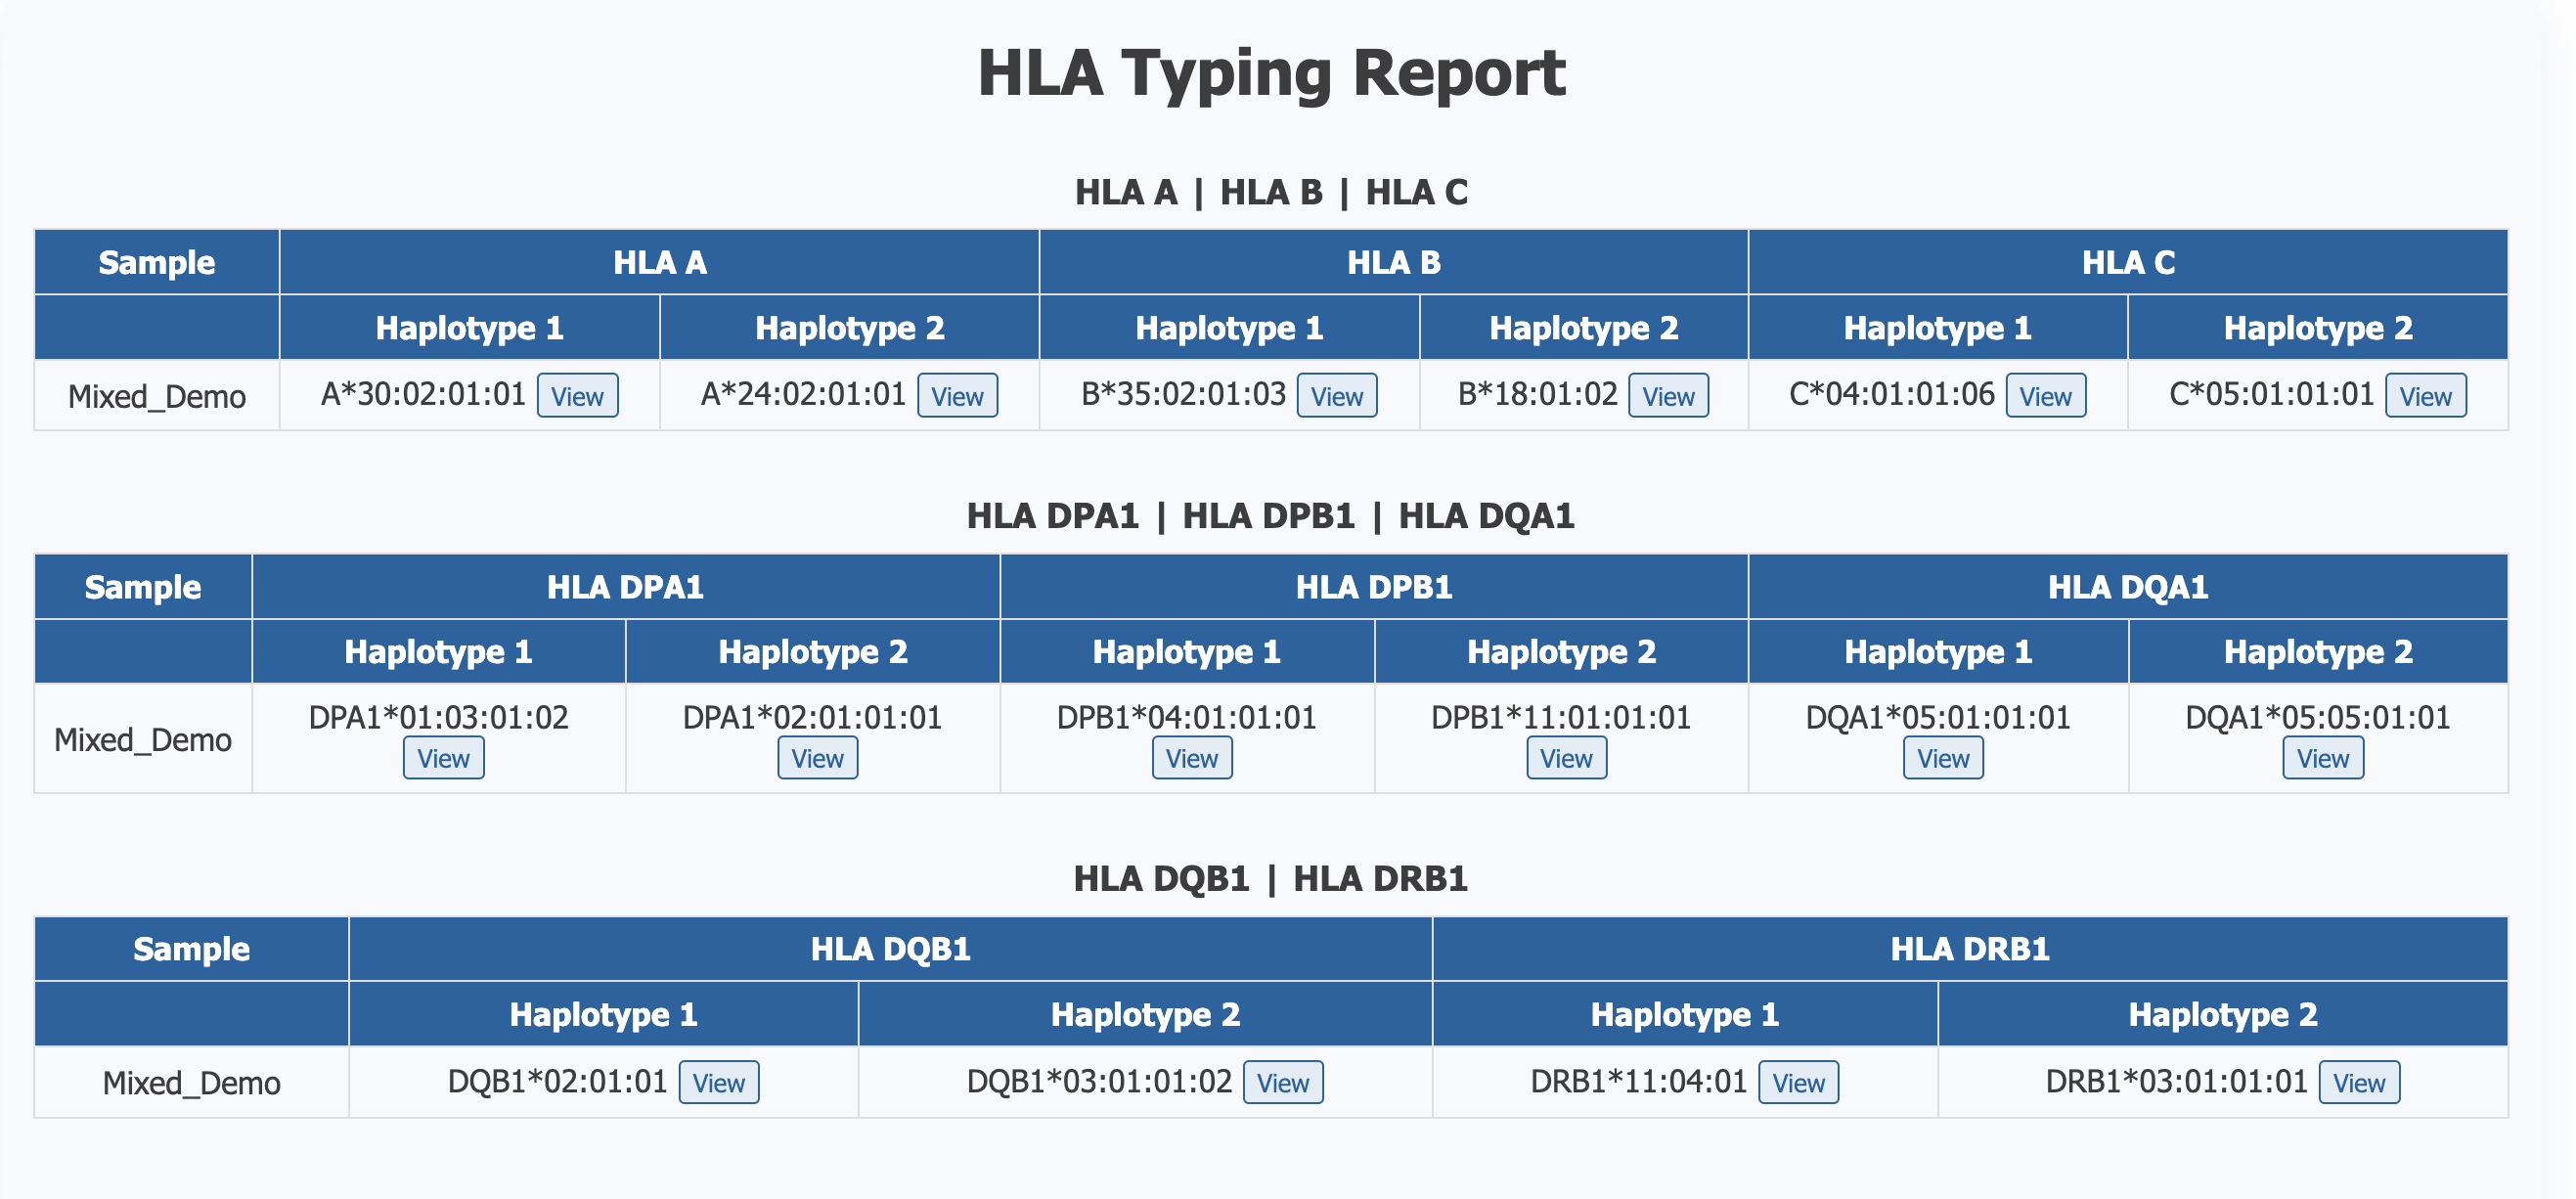 HLA Typing Report
HLA A | HLA B | HLA C
Sample HLA A HLA B HLA C
Haplotype 1 Haplotype 2 Haplotype 1 Haplotype 2 Haplotype 1 Haplotype 2
Mixed_Demo A*30:02:01:01 View A*24:02:01:01 View B*35:02:01:03 View B*18:01:02 View C*04:01:01:06 View C*05:01:01:01 View
HLA DPA1 | HLA DPB1 | HLA DQA1
Sample HLA DPA1 HLA DPB1 HLA DQA1
Haplotype 1 Haplotype 2 Haplotype 1 Haplotype 2 Haplotype 1 Haplotype 2
Mixed_Demo DPA1*01:03:01:02 DPA1*02:01:01:01 DPB1*04:01:01:01 DPB1*11:01:01:01 DQA1*05:01:01:01 DQA1*05:05:01:01
View View View View View View
HLA DQB1 | HLA DRB1
Sample HLA DQB1 HLA DRB1
Haplotype 1 Haplotype 2 Haplotype 1 Haplotype 2
Mixed_Demo DQB1*02:01:01 View DQB1*03:01:01:02 View DRB1*11:04:01 View DRB1*03:01:01:01 View